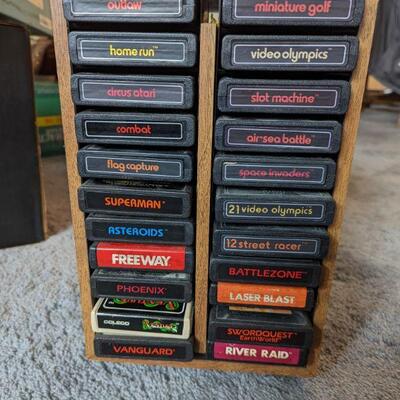 outlaw
home run
circus atari
combat
flag capture
SUPERMAN
ASTEROIDS
FREEWAY
PHOENIX
COLECO Venture
VANGUARD
miniature golf
video olympics
slot machine
air-sea battle
space invaders
21 video olympics
12 street racer
BATTLEZONE
LASER BLAST
SWORDQUEST
EarthWorld
RIVER RAID